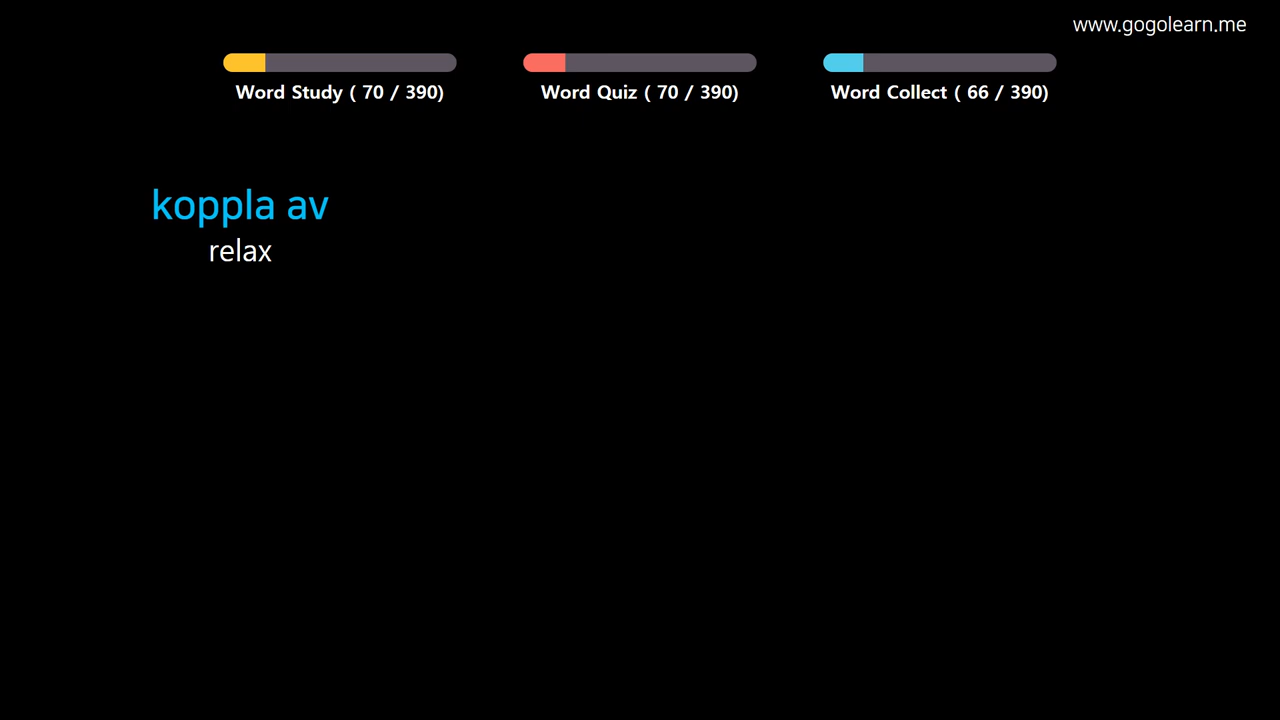 www.gogolearn.me
Word Study ( 70 / 390)
Word Quiz ( 70 / 390)
Word Collect ( 66 / 390)
koppla av
relax